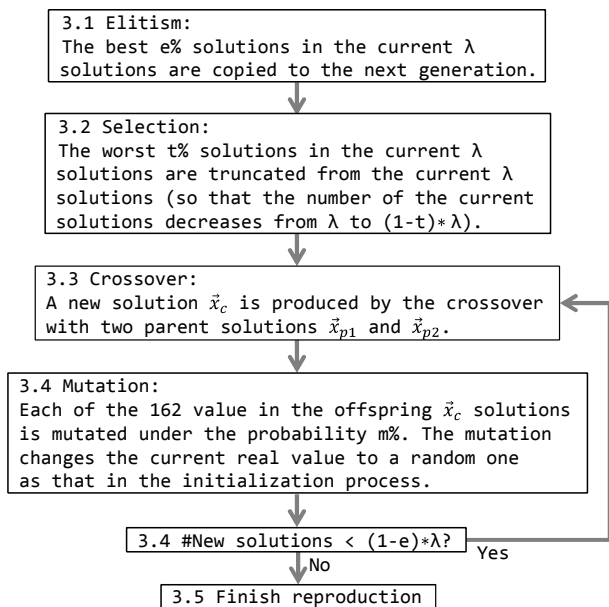 3.1 Elitism:
The best e% solutions in the current λ
solutions are copied to the next generation.
3.2 Selection:
The worst t% solutions in the current λ
solutions are truncated from the current λ
solutions (so that the number of the current
solutions decreases from λ to (1-t)* λ).
3.3 Crossover:
A new solution x⃗_c is produced by the crossover
with two parent solutions x⃗_p1 and x⃗_p2.
3.4 Mutation:
Each of the 162 value in the offspring x⃗_c solutions
is mutated under the probability m%. The mutation
changes the current real value to a random one
as that in the initialization process.
3.4 #New solutions < (1-e)*λ?
Yes
No
3.5 Finish reproduction